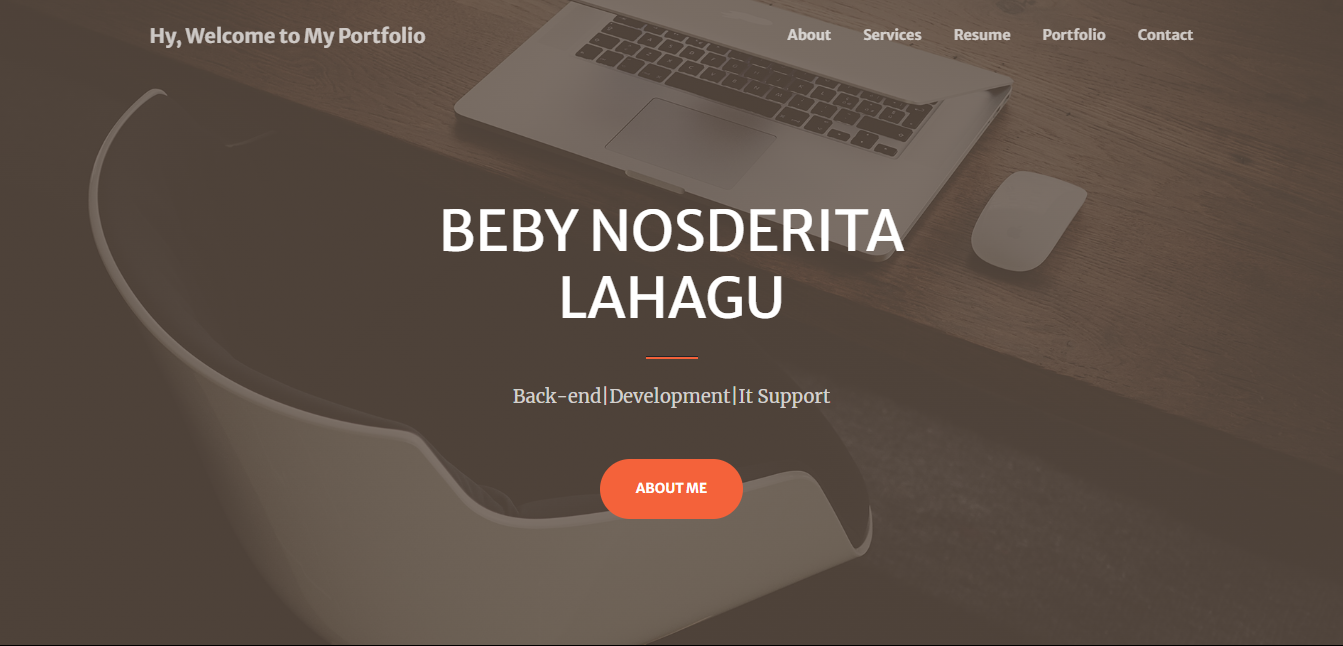 Hy, Welcome to My Portfolio
About Services Resume Portfolio Contact
BEBY NOSDERITA
LAHAGU
Back-end|Development|It Support
ABOUT ME